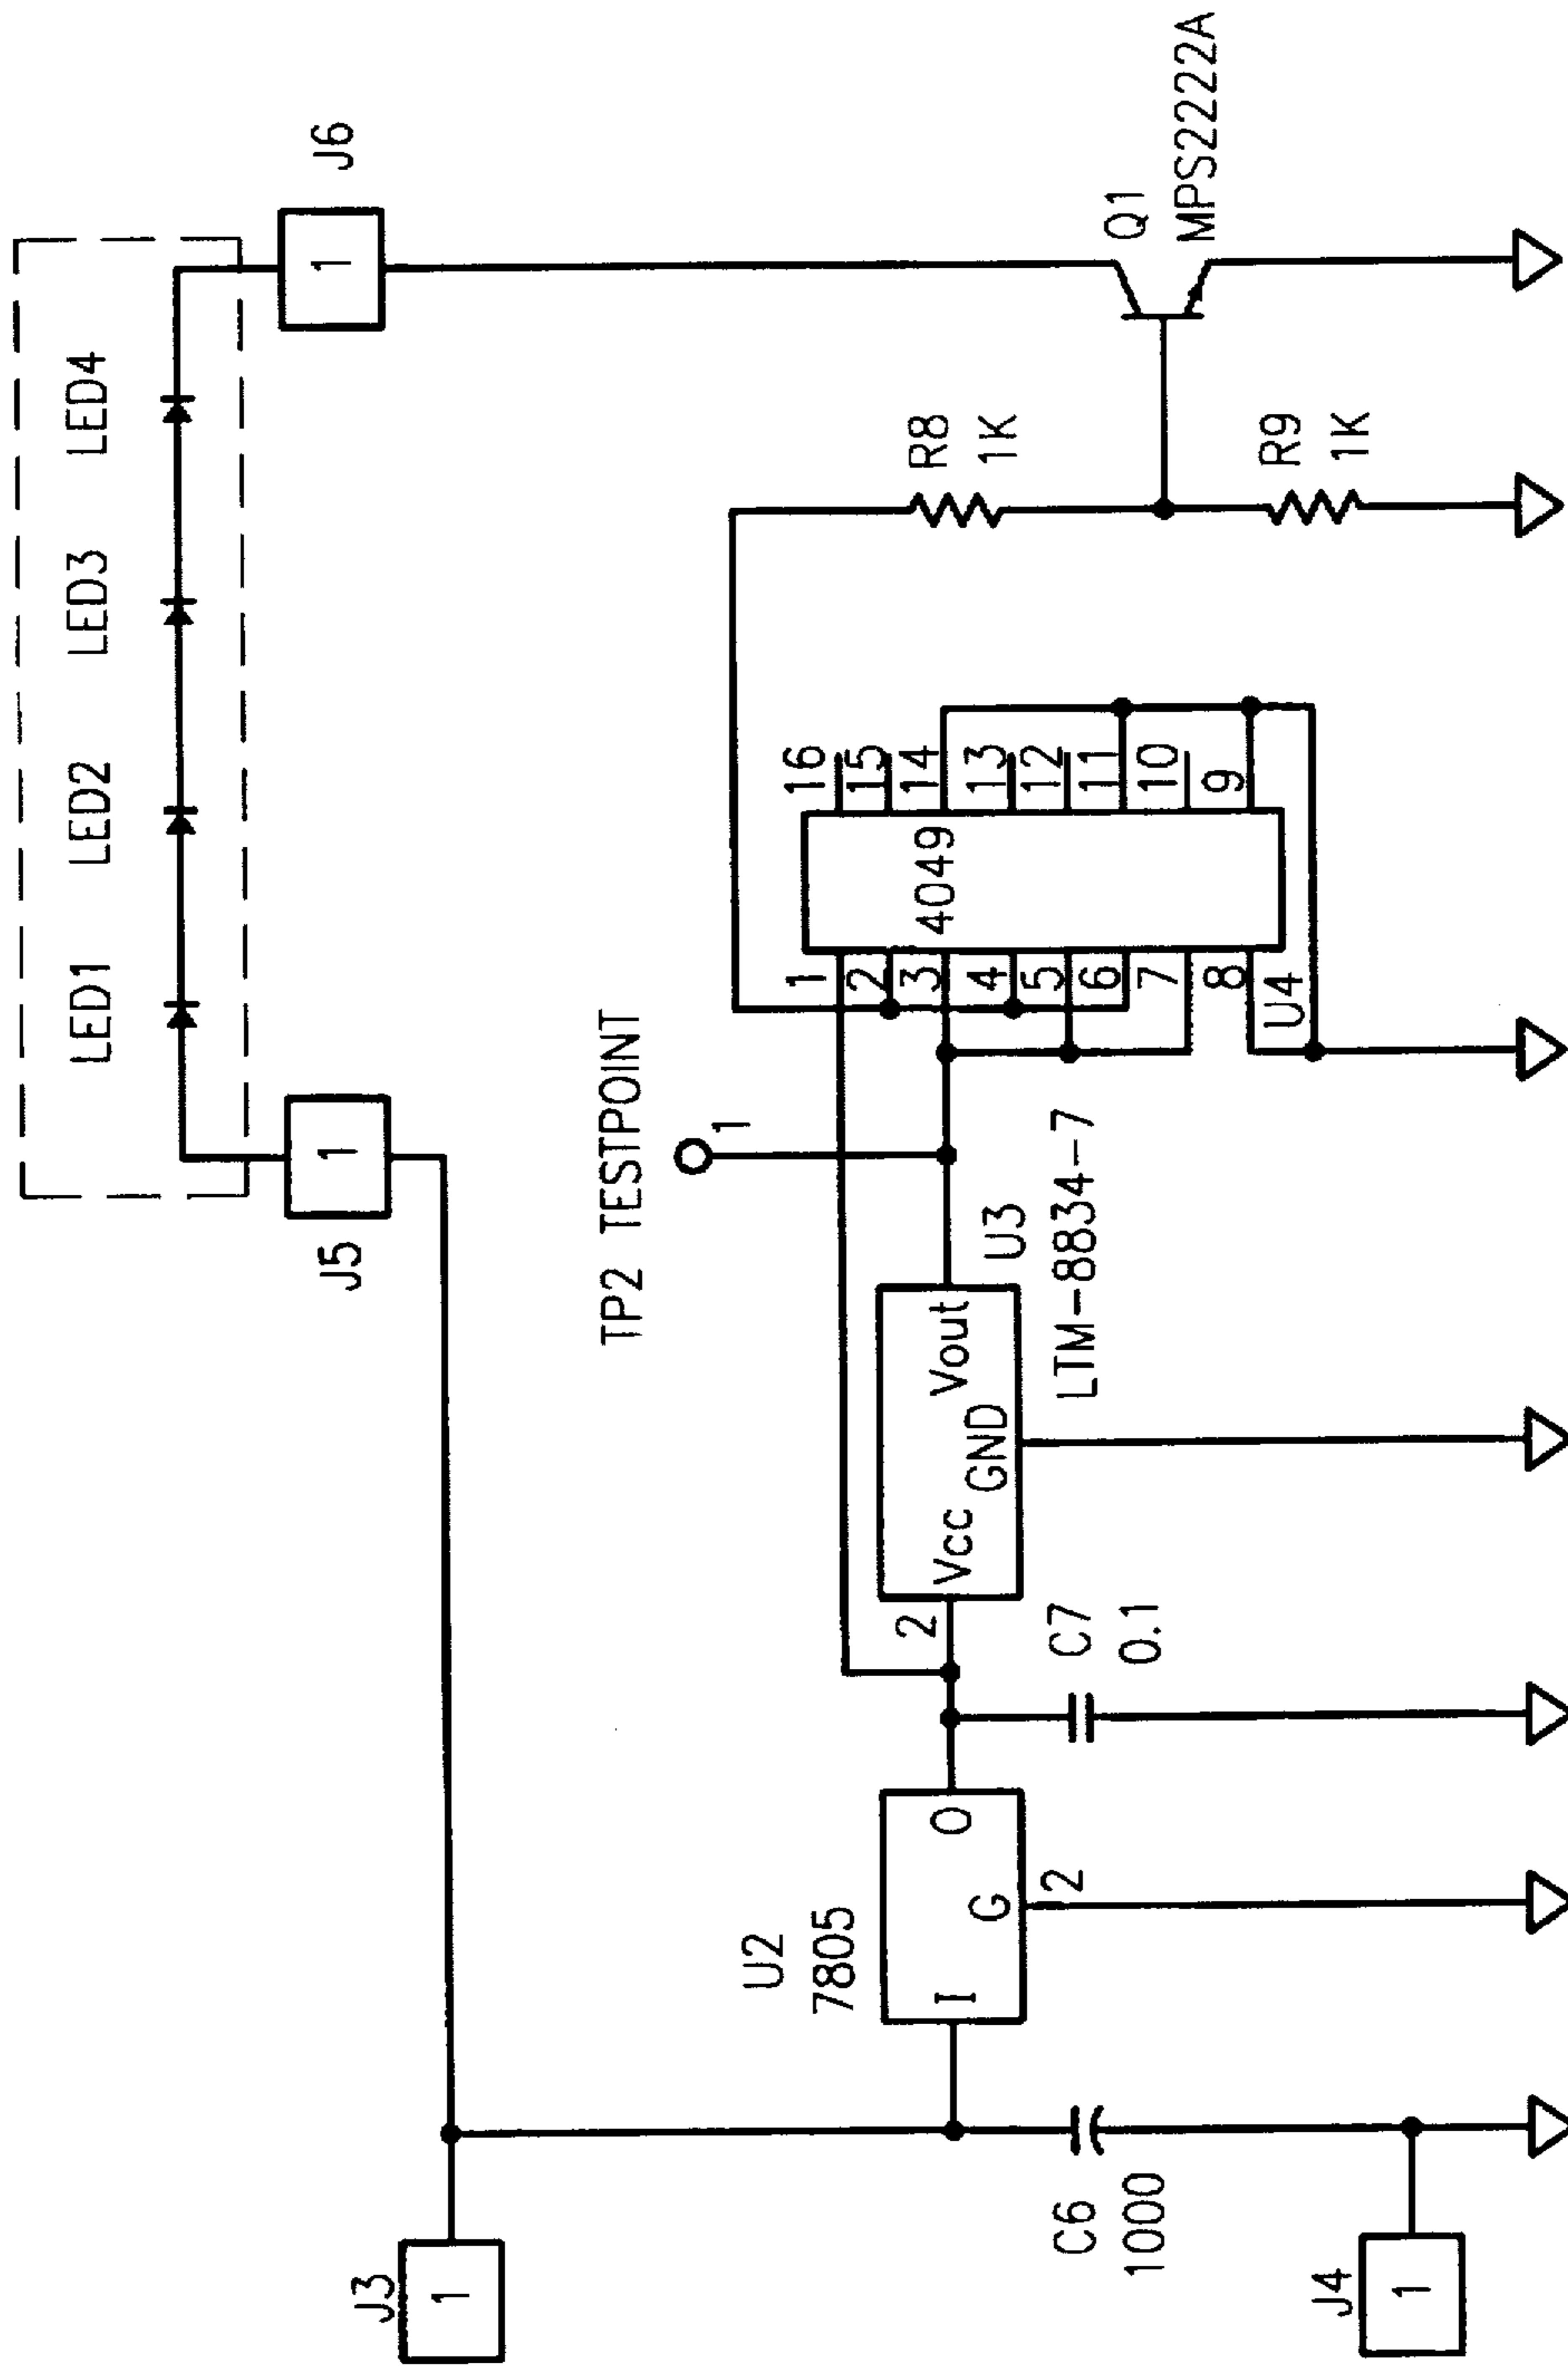 LED1 LED2 LED3 LED4
J5
1
1
J6
J3
1
TP2 TESTPOINT
1
U2
7805
I
O
G
2
2
Vcc
Vout
GND
U3
LTM-8834-7
C7
0.1
C6
1000
J4
1
1
2
3
4
5
6
7
8
U4
4049
16
15
14
13
12
11
10
9
R8
1K
R9
1K
Q1
MPS2222A